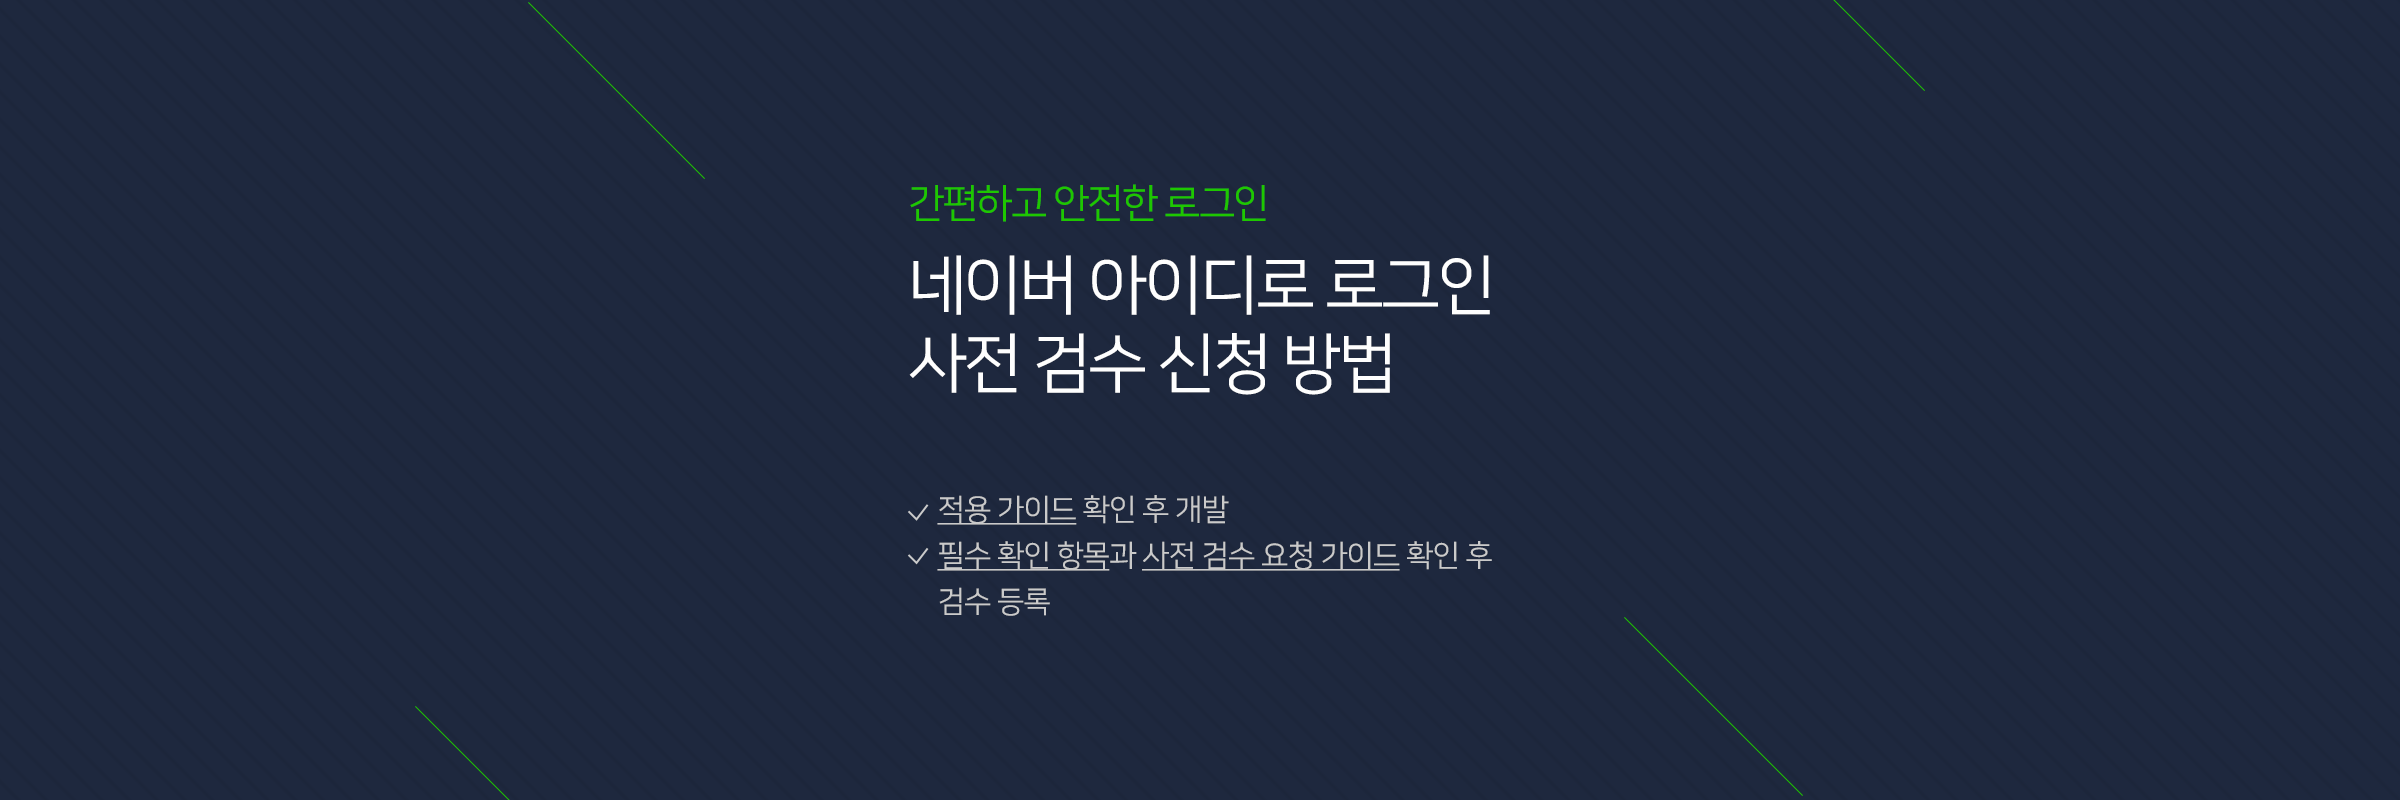 간편하고 안전한 로그인
네이버 아이디로 로그인
사전 검수 신청 방법
적용 가이드 확인 후 개발
필수 확인 항목과 사전 검수 요청 가이드 확인 후
검수 등록